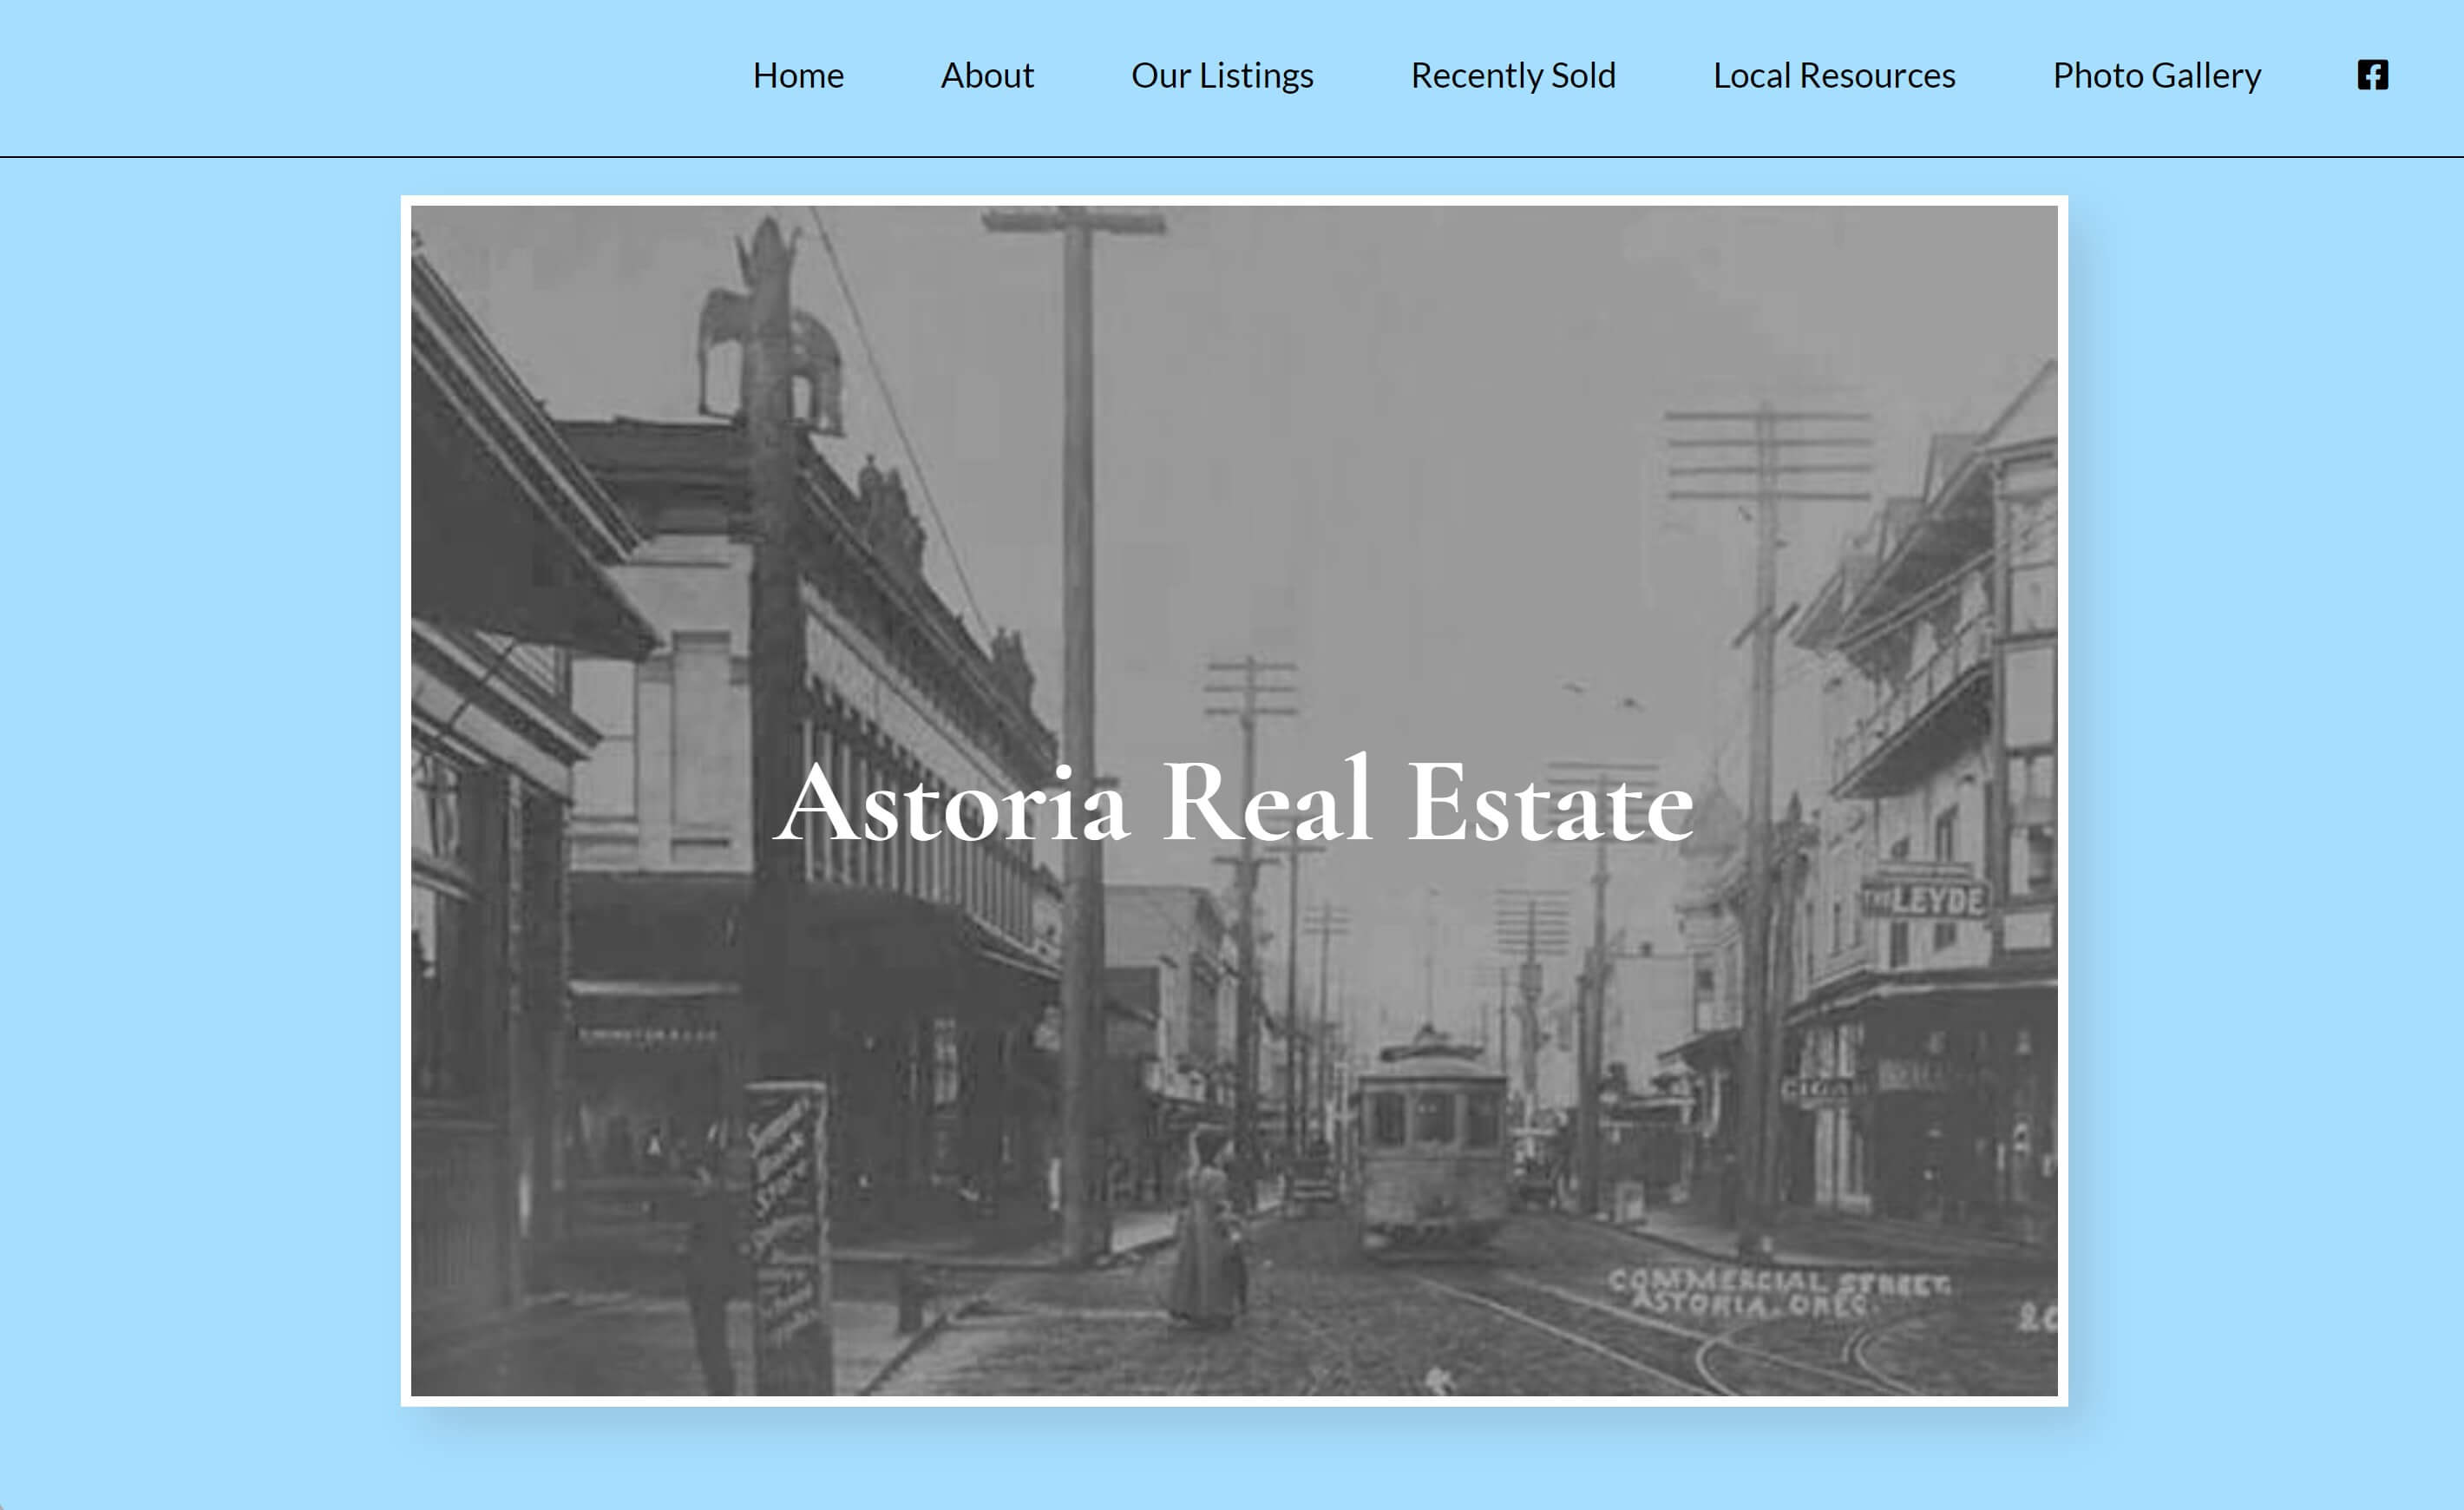 Home About Our Listings Recently Sold Local Resources Photo Gallery
Astoria Real Estate
THE LEYDE
COMMERCIAL STREET.
ASTORIA. OREG.